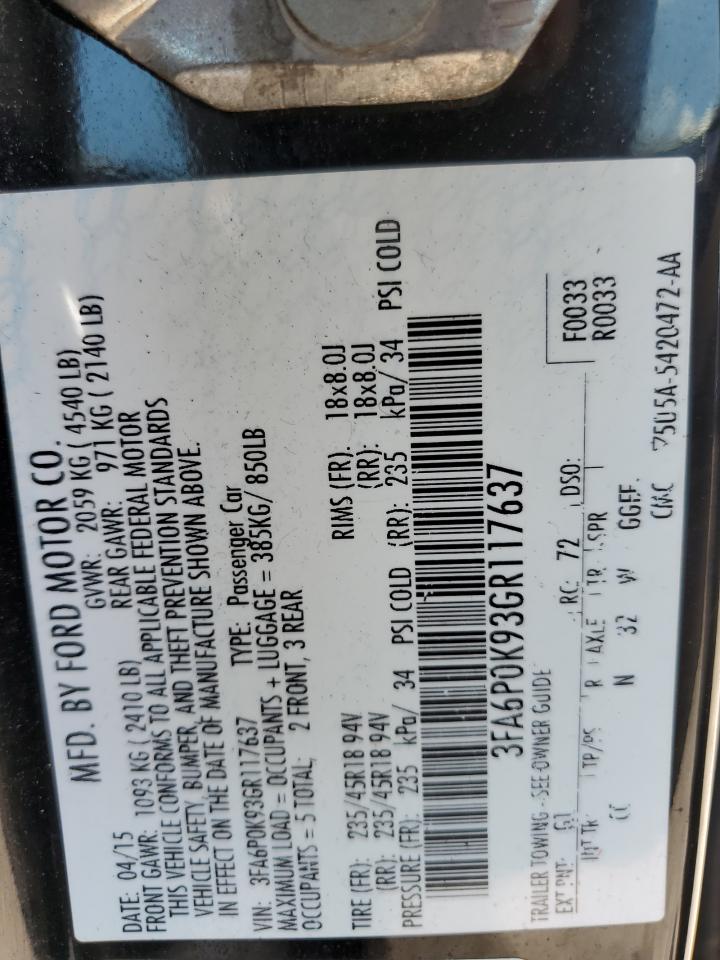 MFD. BY FORD MOTOR CO.
DATE: 04/15 GVWR: 2059 KG ( 4540 LB)
FRONT GAWR: 1093 KG ( 2410 LB) REAR GAWR: 971 KG ( 2140 LB)
THIS VEHICLE CONFORMS TO ALL APPLICABLE FEDERAL MOTOR
VEHICLE SAFETY, BUMPER, AND THEFT PREVENTION STANDARDS
IN EFFECT ON THE DATE OF MANUFACTURE SHOWN ABOVE.
VIN: 3FA6P0K93GR117637 TYPE: Passenger Car
MAXIMUM LOAD = OCCUPANTS + LUGGAGE = 385KG/ 850LB
OCCUPANTS = 5 TOTAL, 2 FRONT, 3 REAR
TIRE (FR): 235/45R18 94V RIMS (FR): 18x8.0J
(RR): 235/45R18 94V (RR): 18x8.0J
PRESSURE (FR): 235 kPa/ 34 PSI COLD (RR): 235 kPa/ 34 PSI COLD
3FA6P0K93GR117637
TRAILER TOWING - SEE OWNER GUIDE
F0033
R0033
EXT PNT: G1 RC: 72 DSO:
INT TR TP/PS R AXLE TR SPR
CC N 32 W GGFF
CMC 75U5A-5420472-AA